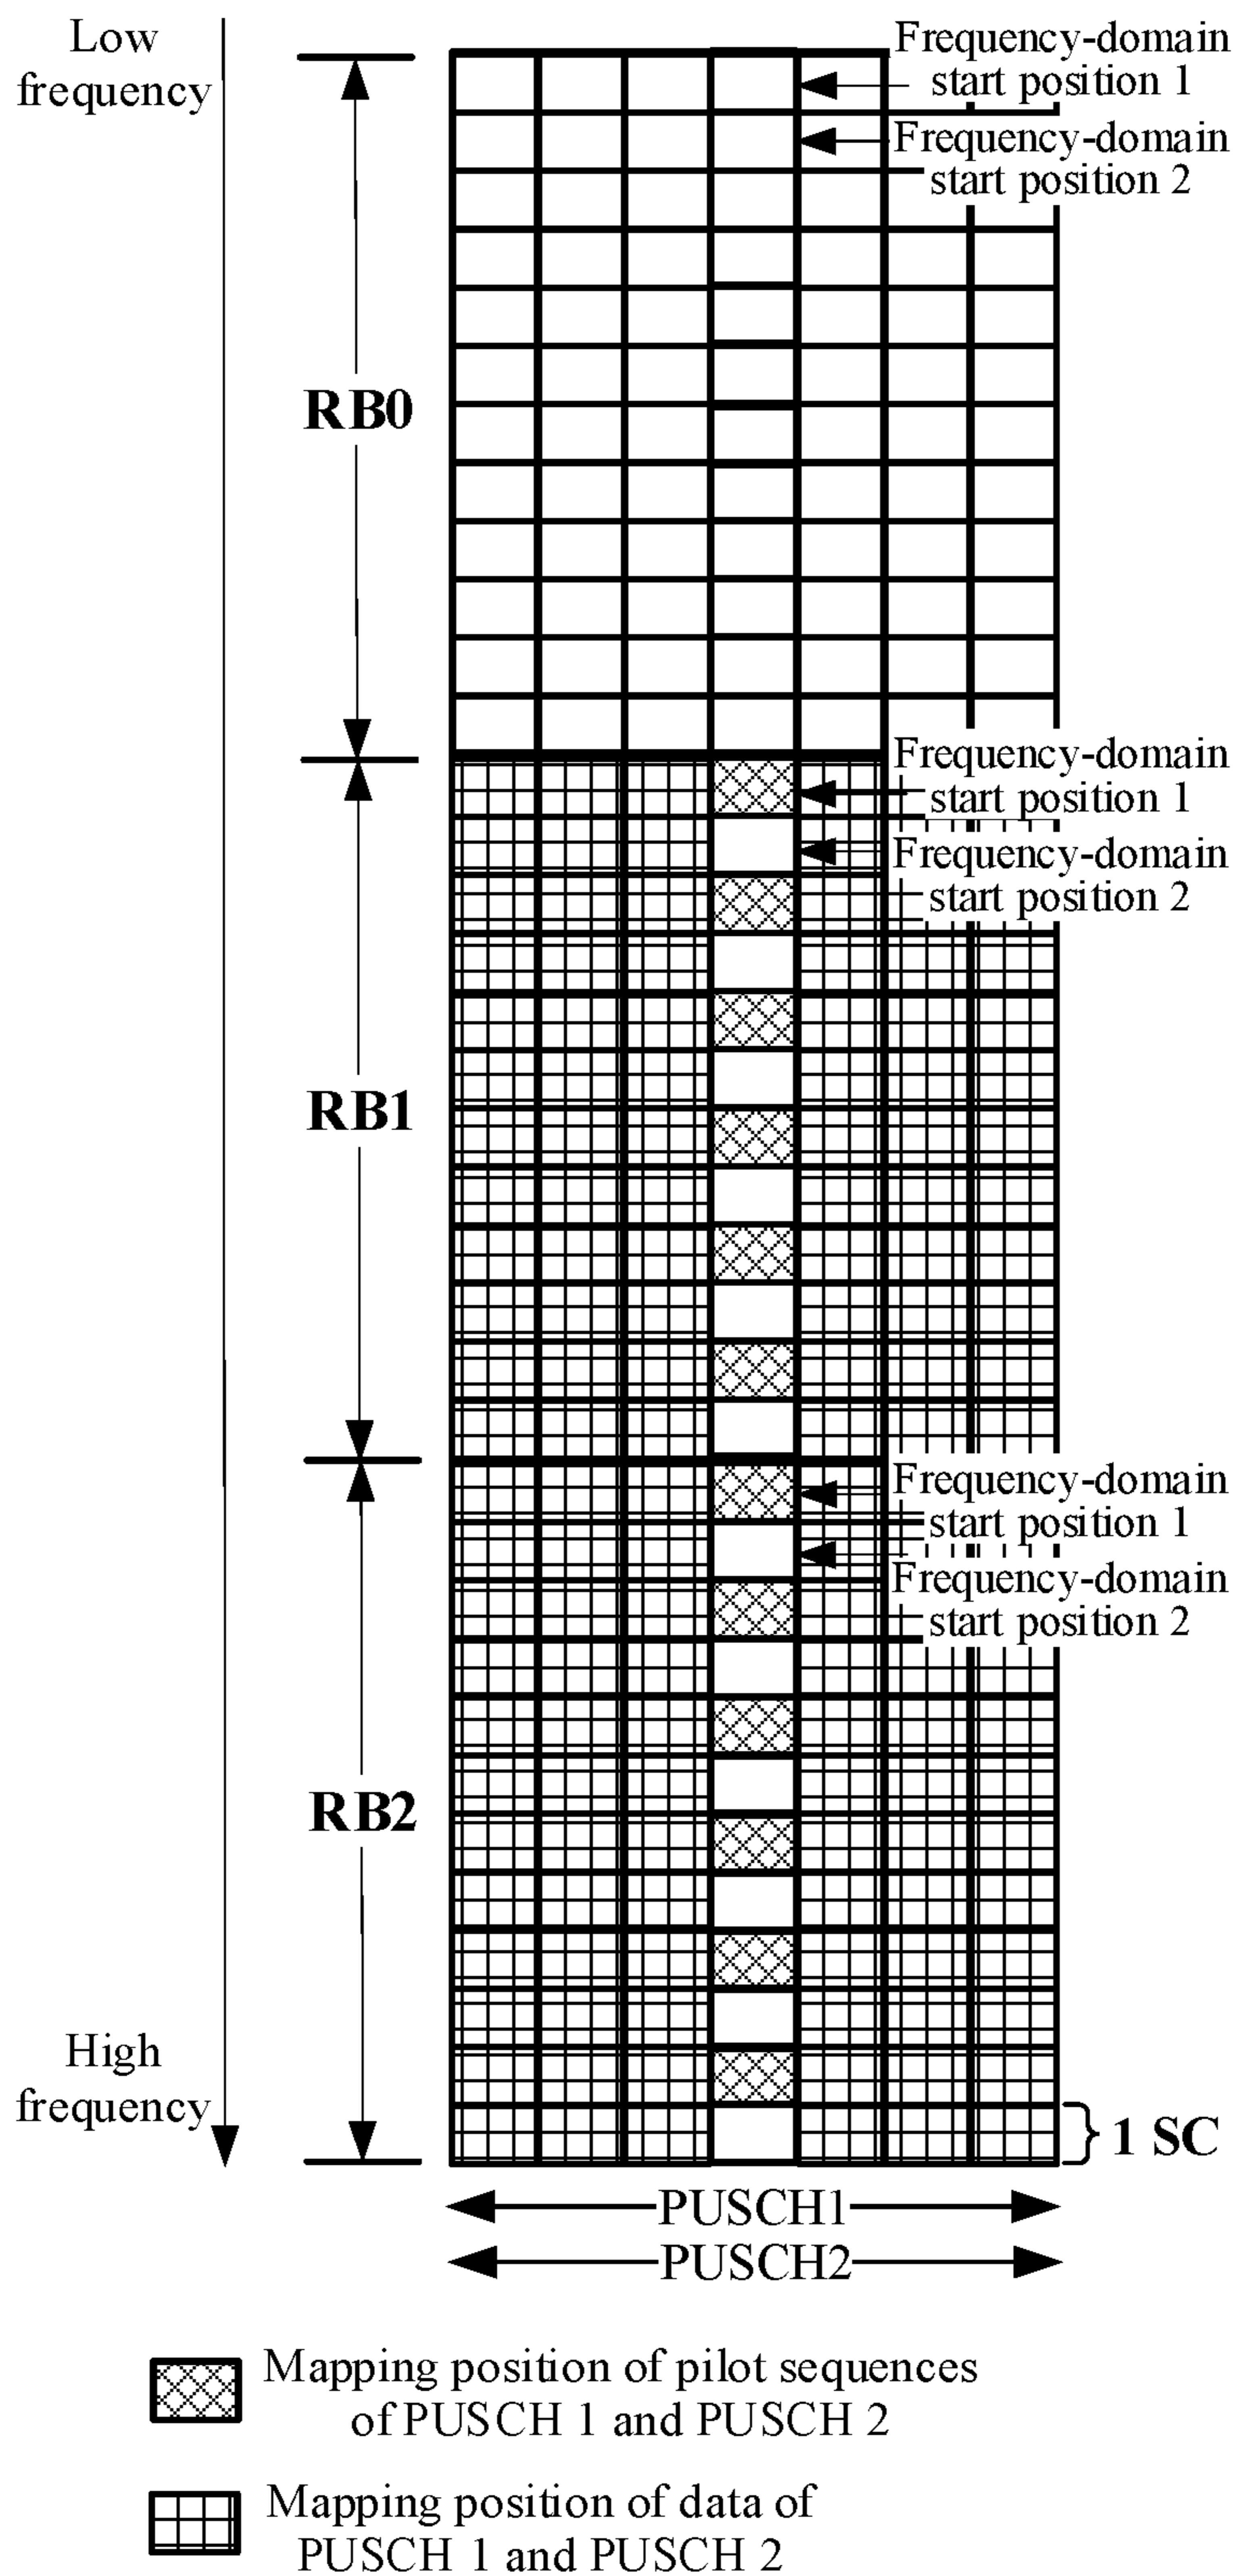 Low
frequency
Frequency-domain
start position 1
Frequency-domain
start position 2
RB0
Frequency-domain
start position 1
Frequency-domain
start position 2
RB1
Frequency-domain
start position 1
Frequency-domain
start position 2
RB2
High
frequency
1 SC
PUSCH1
PUSCH2
Mapping position of pilot sequences
of PUSCH 1 and PUSCH 2
Mapping position of data of
PUSCH 1 and PUSCH 2